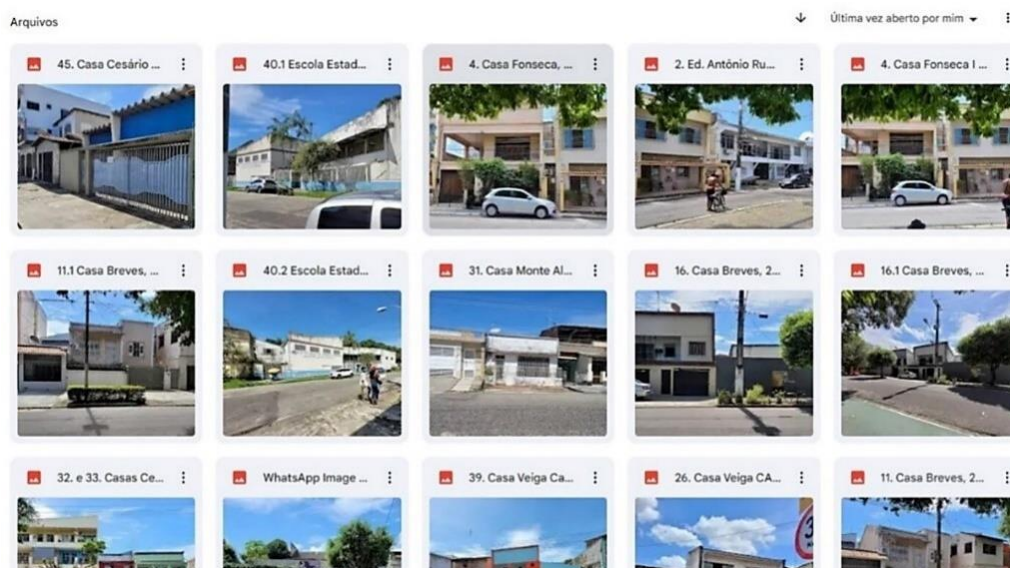 Arquivos
Última vez aberto por mim
45. Casa Cesário ...
40.1 Escola Estad...
4. Casa Fonseca, ...
2. Ed. Antônio Ru...
4. Casa Fonseca I ...
11.1 Casa Breves, ...
40.2 Escola Estad...
31. Casa Monte Al...
16. Casa Breves, 2...
16.1 Casa Breves, ...
32. e 33. Casas Ce...
WhatsApp Image ...
39. Casa Veiga Ca...
26. Casa Veiga CA...
11. Casa Breves, 2...